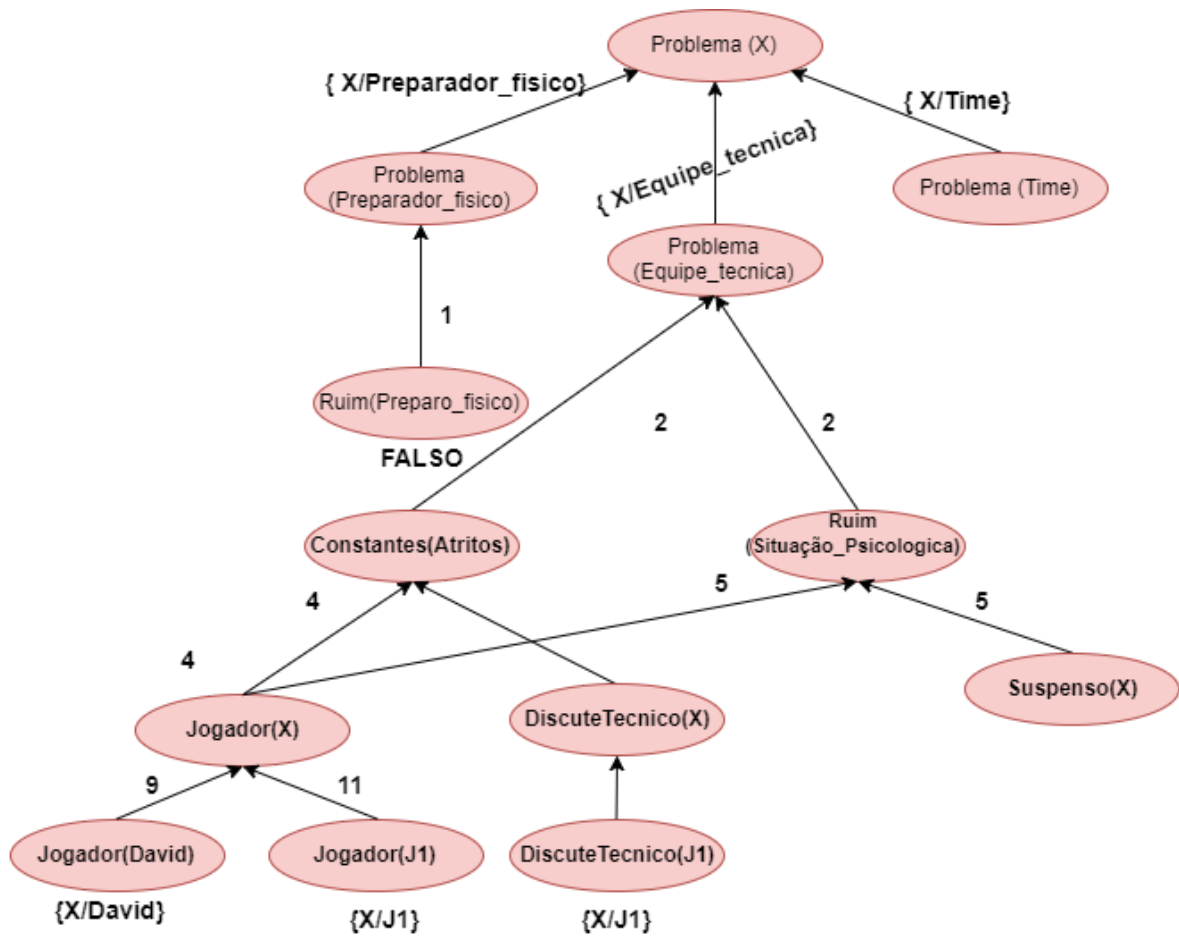 Problema (X)
{ X/Preparador_fisico}
{ X/Time}
{ X/Equipe_tecnica}
Problema
(Preparador_fisico)
Problema (Time)
Problema
(Equipe_tecnica)
1
Ruim(Preparo_fisico)
FALSO
2
2
Constantes(Atritos)
Ruim
(Situação_Psicologica)
4
5
5
4
Jogador(X)
DiscuteTecnico(X)
Suspenso(X)
9
11
Jogador(David)
Jogador(J1)
DiscuteTecnico(J1)
{X/David}
{X/J1}
{X/J1}